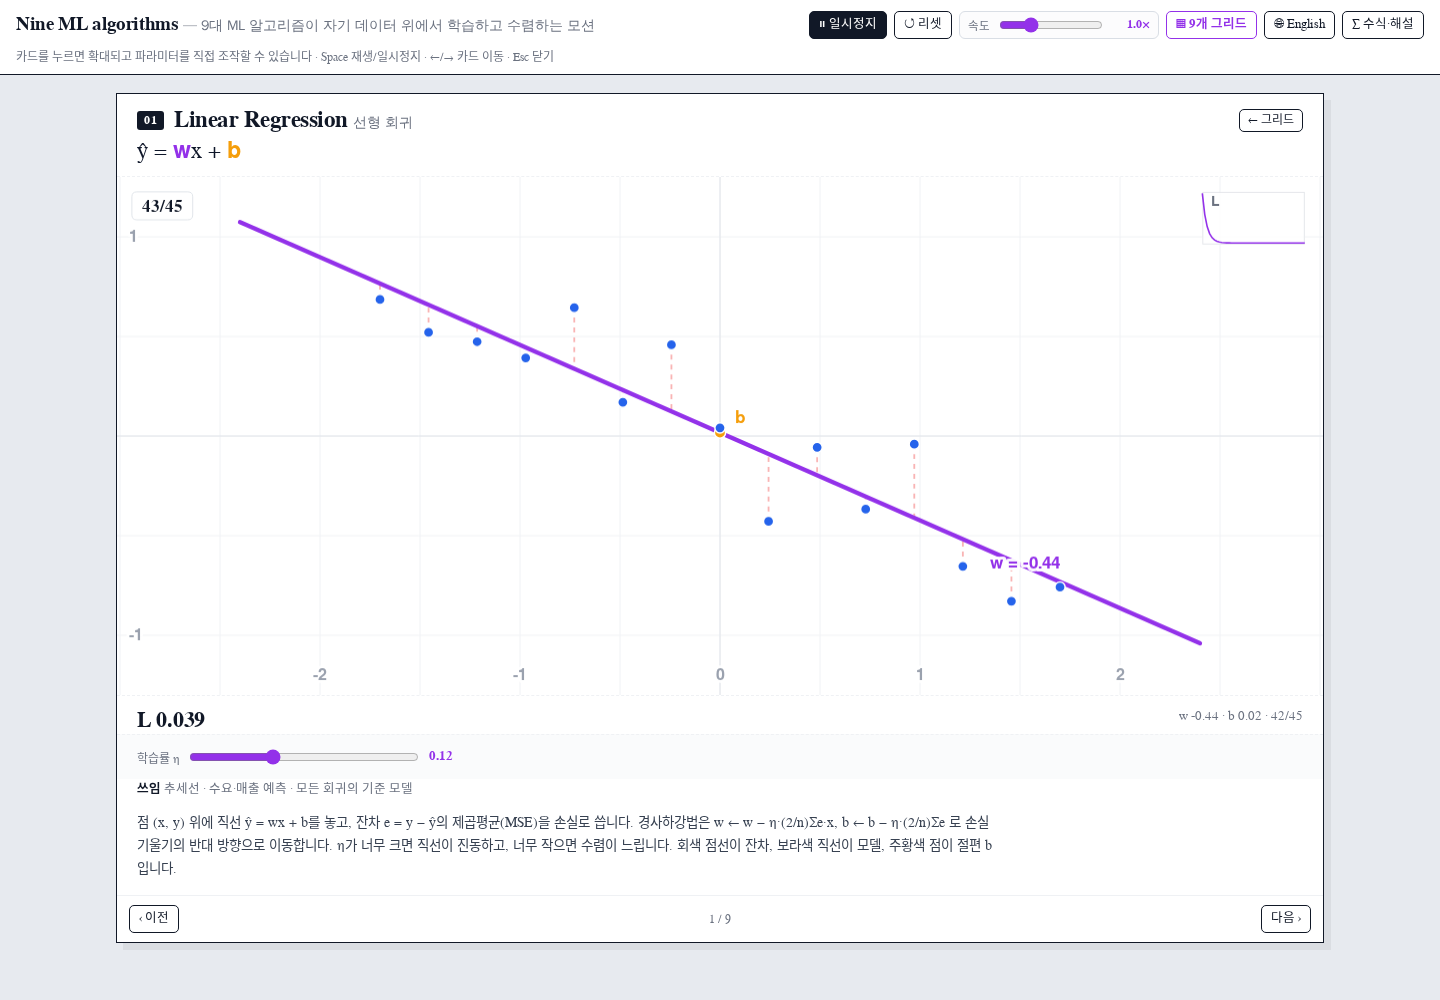 Nine ML algorithms — 9대 ML 알고리즘이 자기 데이터 위에서 학습하고 수렴하는 모션
⏸ 일시정지
↻ 리셋
속도 1.0×
▦ 9개 그리드
🌐 English
∑ 수식·해설
카드를 누르면 확대되고 파라미터를 직접 조작할 수 있습니다 · Space 재생/일시정지 · ←/→ 카드 이동 · Esc 닫기
01 Linear Regression 선형 회귀
← 그리드
ŷ = wx + b
43/45
L
1
b
w = -0.44
-1
-2 -1 0 1 2
L 0.039
w -0.44 · b 0.02 · 42/45
학습률 η 0.12
쓰임 추세선 · 수요·매출 예측 · 모든 회귀의 기준 모델
점 (x, y) 위에 직선 ŷ = wx + b를 놓고, 잔차 e = y − ŷ의 제곱평균(MSE)을 손실로 씁니다. 경사하강법은 w ← w − η·(2/n)Σe·x, b ← b − η·(2/n)Σe 로 손실
기울기의 반대 방향으로 이동합니다. η가 너무 크면 직선이 진동하고, 너무 작으면 수렴이 느립니다. 회색 점선이 잔차, 보라색 직선이 모델, 주황색 점이 절편 b
입니다.
‹ 이전
1 / 9
다음 ›